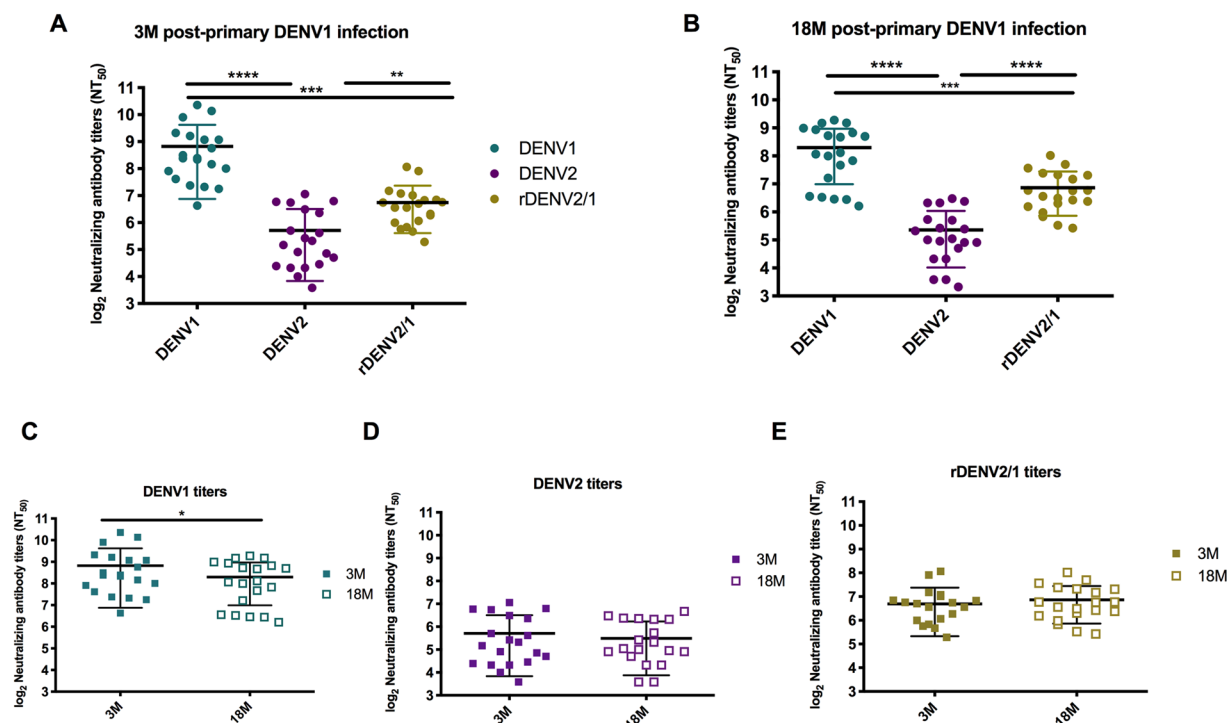 A
3M post-primary DENV1 infection
log2 Neutralizing antibody titers (NT50)
11
10
9
8
7
6
5
4
3
****
**
***
DENV1
DENV2
rDENV2/1
DENV1
DENV2
rDENV2/1
B
18M post-primary DENV1 infection
log2 Neutralizing antibody titers (NT50)
11
10
9
8
7
6
5
4
3
****
****
***
DENV1
DENV2
rDENV2/1
C
DENV1 titers
log2 Neutralizing antibody titers (NT50)
11
10
9
8
7
6
5
4
3
*
3M
18M
3M
18M
D
DENV2 titers
log2 Neutralizing antibody titers (NT50)
11
10
9
8
7
6
5
4
3
3M
18M
3M
18M
E
rDENV2/1 titers
log2 Neutralizing antibody titers (NT50)
11
10
9
8
7
6
5
4
3
3M
18M
3M
18M